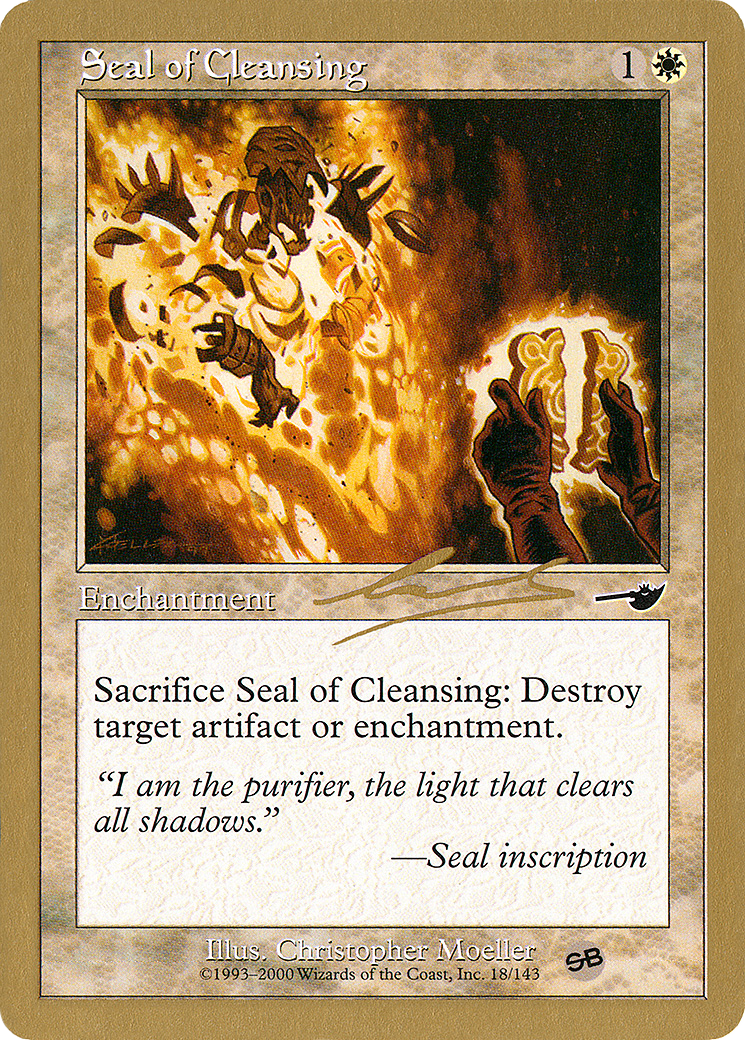 Seal of Cleansing 1
Enchantment
Sacrifice Seal of Cleansing: Destroy
target artifact or enchantment.
“I am the purifier, the light that clears
all shadows.”
—Seal inscription
Illus. Christopher Moeller
©1993–2000 Wizards of the Coast, Inc. 18/143
SB